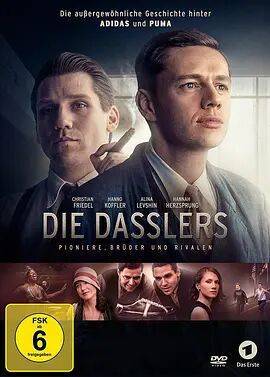 Die außergewöhnliche Geschichte hinter
ADIDAS und PUMA
CHRISTIAN FRIEDEL
HANNO KOFFLER
ALINA LEVSHIN
HANNAH HERZSPRUNG
DIE DASSLERS
PIONIERE, BRÜDER UND RIVALEN
FSK
ab
6
freigegeben
DVD
VIDEO
Das Erste